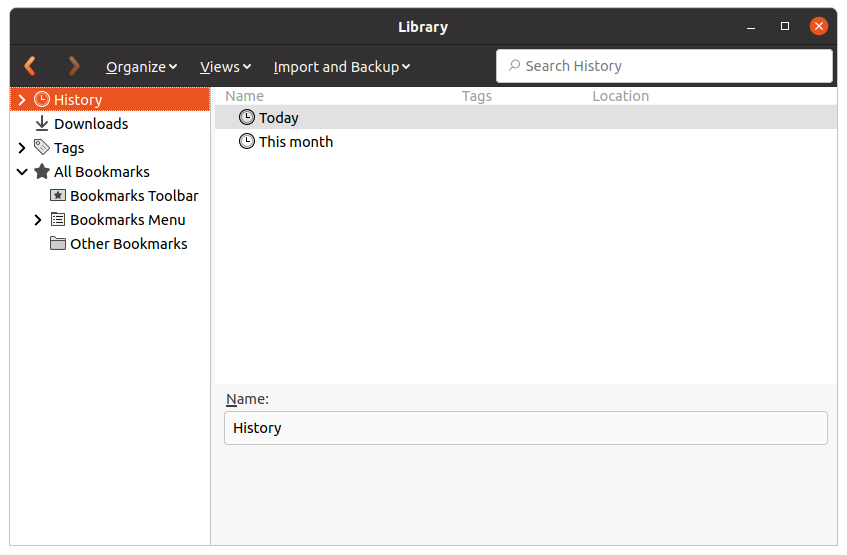 Library
Organize Views Import and Backup Search History
History
Downloads
Tags
All Bookmarks
Bookmarks Toolbar
Bookmarks Menu
Other Bookmarks
Name Tags Location
Today
This month
Name:
History